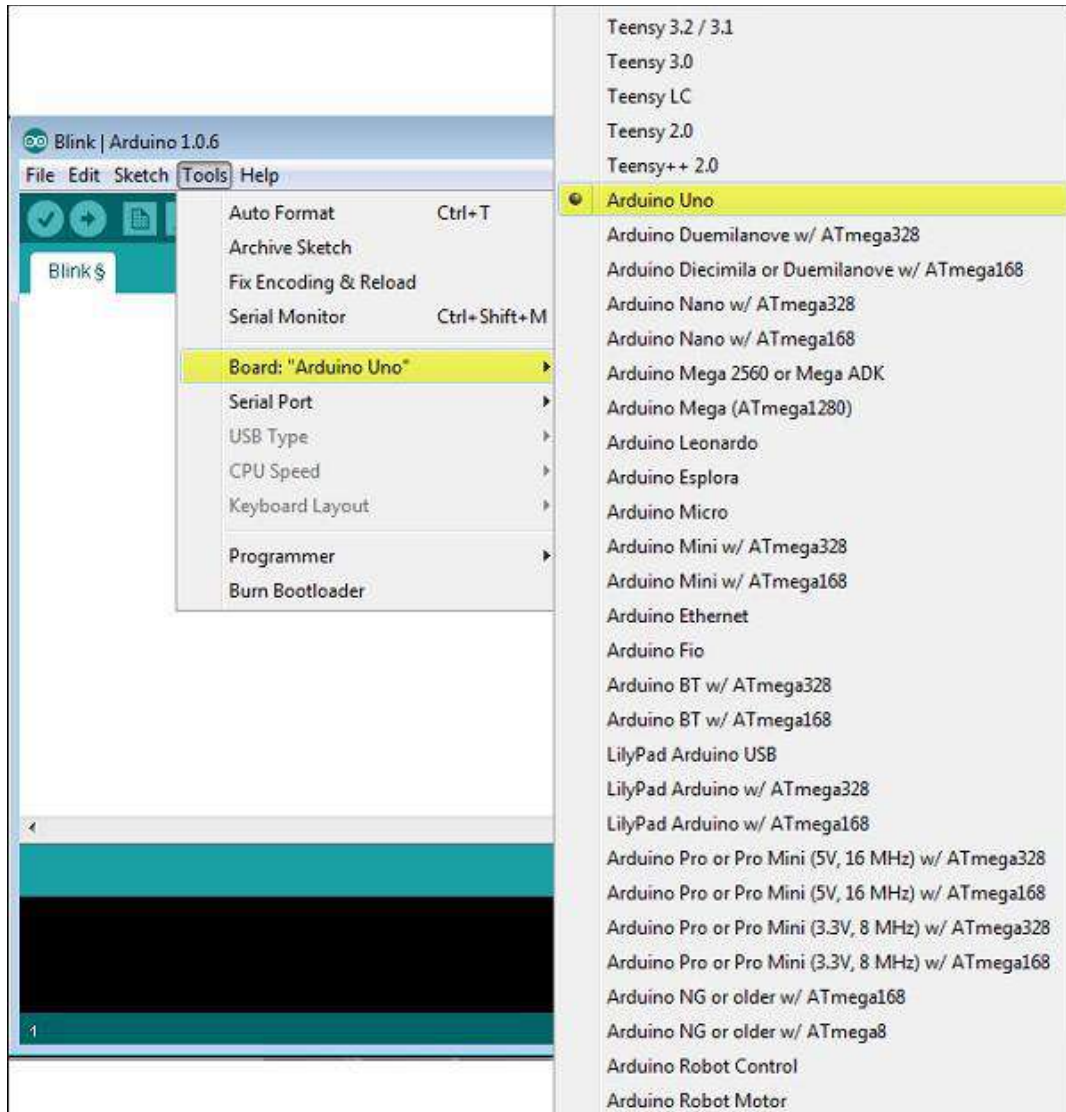 Blink | Arduino 1.0.6
File Edit Sketch Tools Help
Blink §
Auto Format Ctrl+T
Archive Sketch
Fix Encoding & Reload
Serial Monitor Ctrl+Shift+M
Board: "Arduino Uno"
Serial Port
USB Type
CPU Speed
Keyboard Layout
Programmer
Burn Bootloader
1
Teensy 3.2 / 3.1
Teensy 3.0
Teensy LC
Teensy 2.0
Teensy++ 2.0
Arduino Uno
Arduino Duemilanove w/ ATmega328
Arduino Diecimila or Duemilanove w/ ATmega168
Arduino Nano w/ ATmega328
Arduino Nano w/ ATmega168
Arduino Mega 2560 or Mega ADK
Arduino Mega (ATmega1280)
Arduino Leonardo
Arduino Esplora
Arduino Micro
Arduino Mini w/ ATmega328
Arduino Mini w/ ATmega168
Arduino Ethernet
Arduino Fio
Arduino BT w/ ATmega328
Arduino BT w/ ATmega168
LilyPad Arduino USB
LilyPad Arduino w/ ATmega328
LilyPad Arduino w/ ATmega168
Arduino Pro or Pro Mini (5V, 16 MHz) w/ ATmega328
Arduino Pro or Pro Mini (5V, 16 MHz) w/ ATmega168
Arduino Pro or Pro Mini (3.3V, 8 MHz) w/ ATmega328
Arduino Pro or Pro Mini (3.3V, 8 MHz) w/ ATmega168
Arduino NG or older w/ ATmega168
Arduino NG or older w/ ATmega8
Arduino Robot Control
Arduino Robot Motor